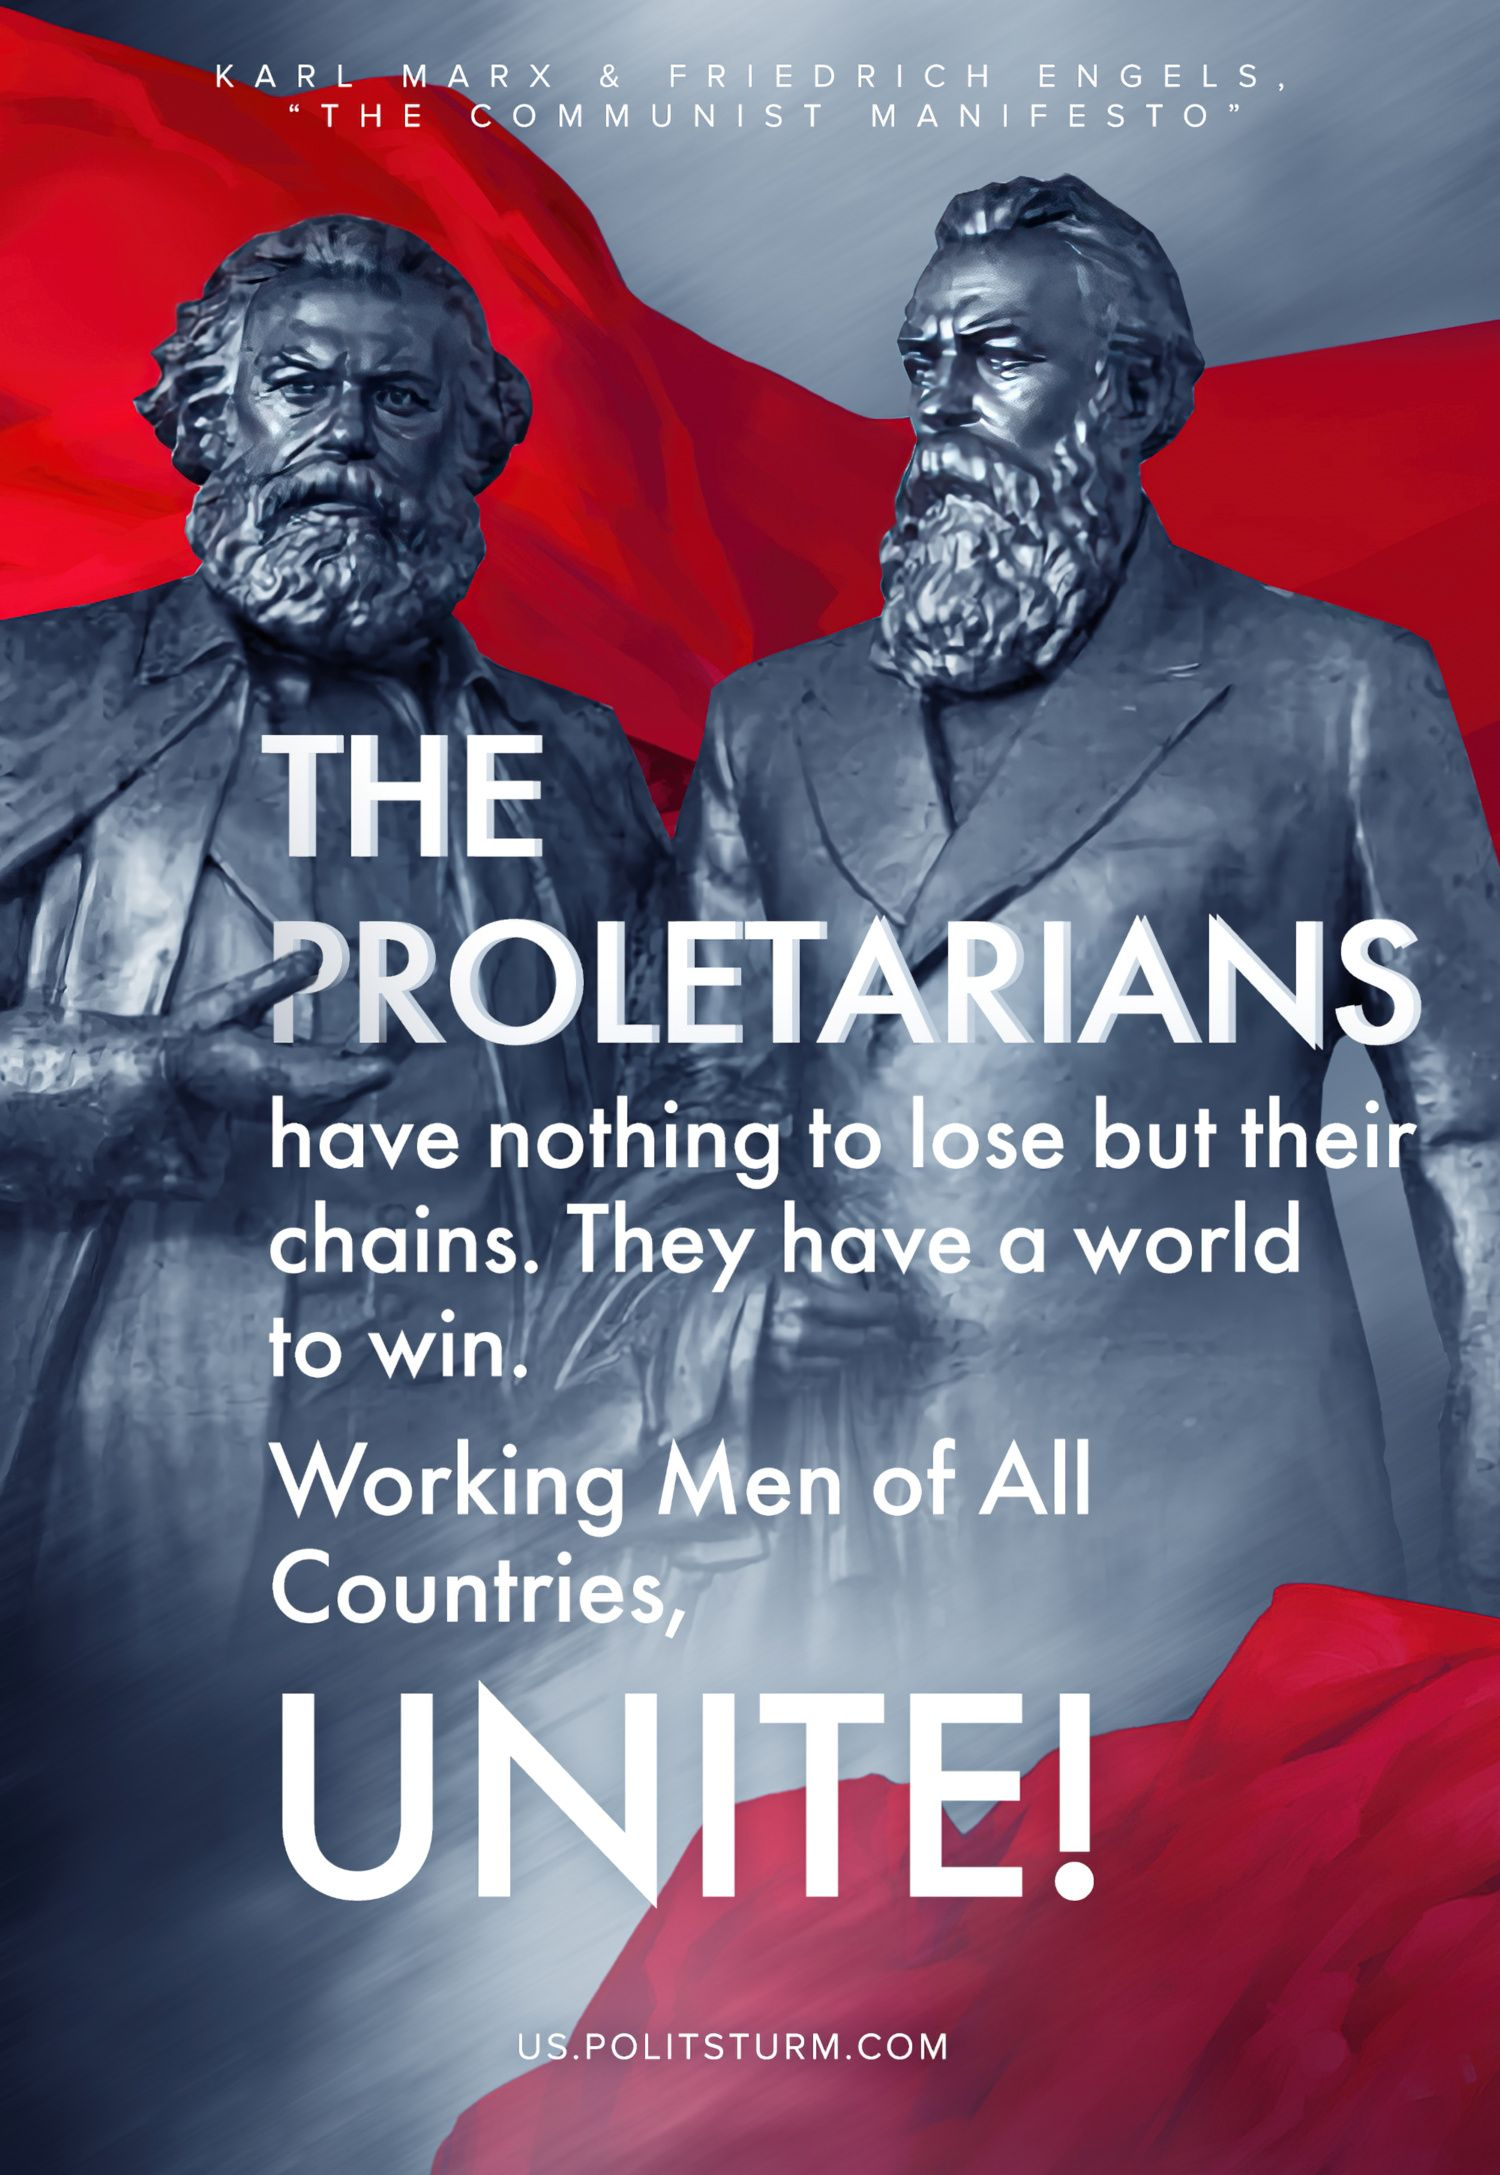 KARL MARX & FRIEDRICH ENGELS,
“THE COMMUNIST MANIFESTO”
THE
PROLETARIANS
have nothing to lose but their
chains. They have a world
to win.
Working Men of All
Countries,
UNITE!
US.POLITSTURM.COM